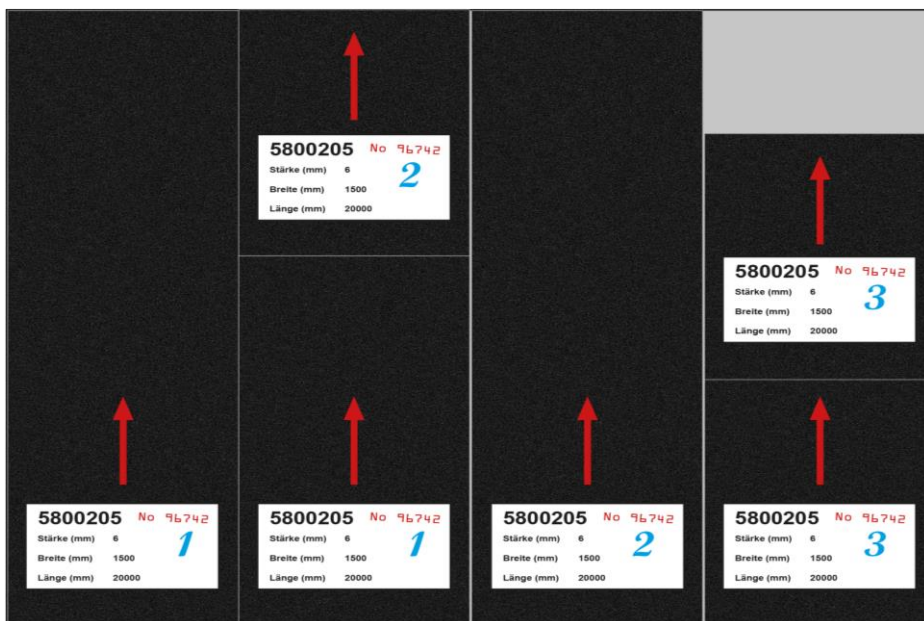 5800205 No 96742
Stärke (mm) 6 2
Breite (mm) 1500
Länge (mm) 20000
5800205 No 96742
Stärke (mm) 6 3
Breite (mm) 1500
Länge (mm) 20000
5800205 No 96742
Stärke (mm) 6 1
Breite (mm) 1500
Länge (mm) 20000
5800205 No 96742
Stärke (mm) 6 1
Breite (mm) 1500
Länge (mm) 20000
5800205 No 96742
Stärke (mm) 6 2
Breite (mm) 1500
Länge (mm) 20000
5800205 No 96742
Stärke (mm) 6 3
Breite (mm) 1500
Länge (mm) 20000